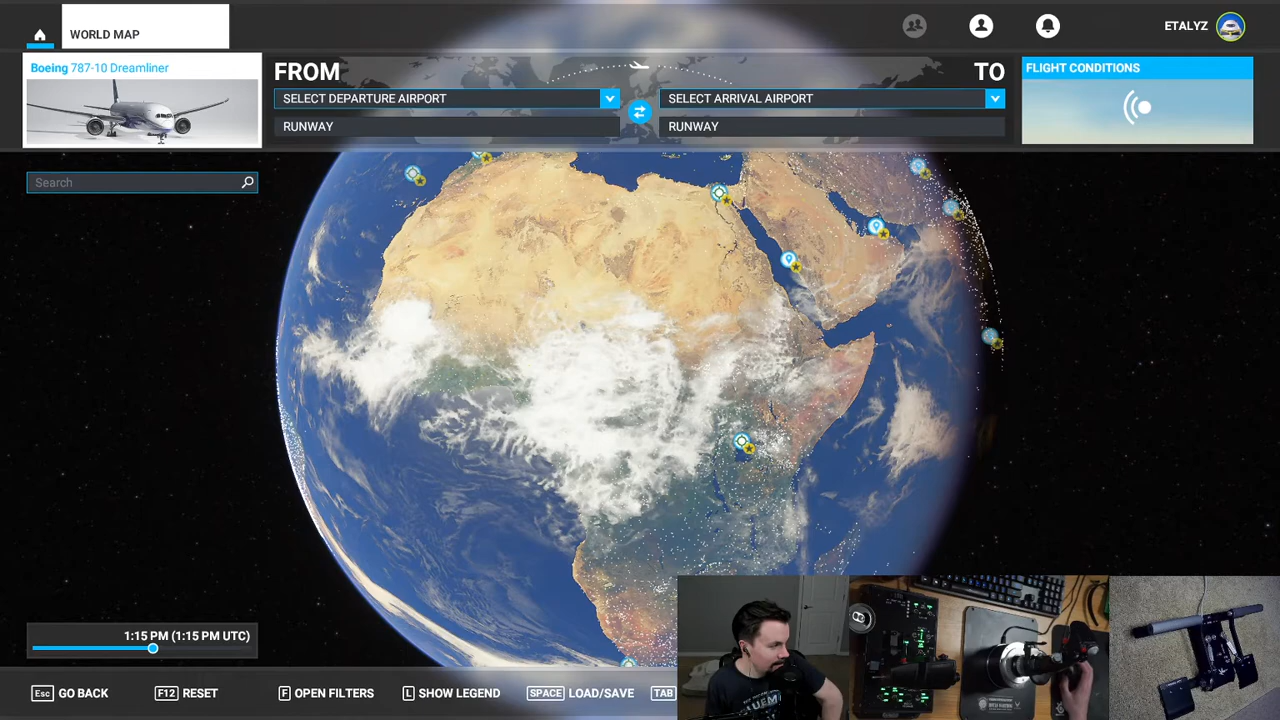 WORLD MAP
ETALYZ
Boeing 787-10 Dreamliner
FROM
SELECT DEPARTURE AIRPORT
RUNWAY
TO
SELECT ARRIVAL AIRPORT
RUNWAY
FLIGHT CONDITIONS
Search
1:15 PM (1:15 PM UTC)
Esc GO BACK
F12 RESET
F OPEN FILTERS
L SHOW LEGEND
SPACE LOAD/SAVE
TAB